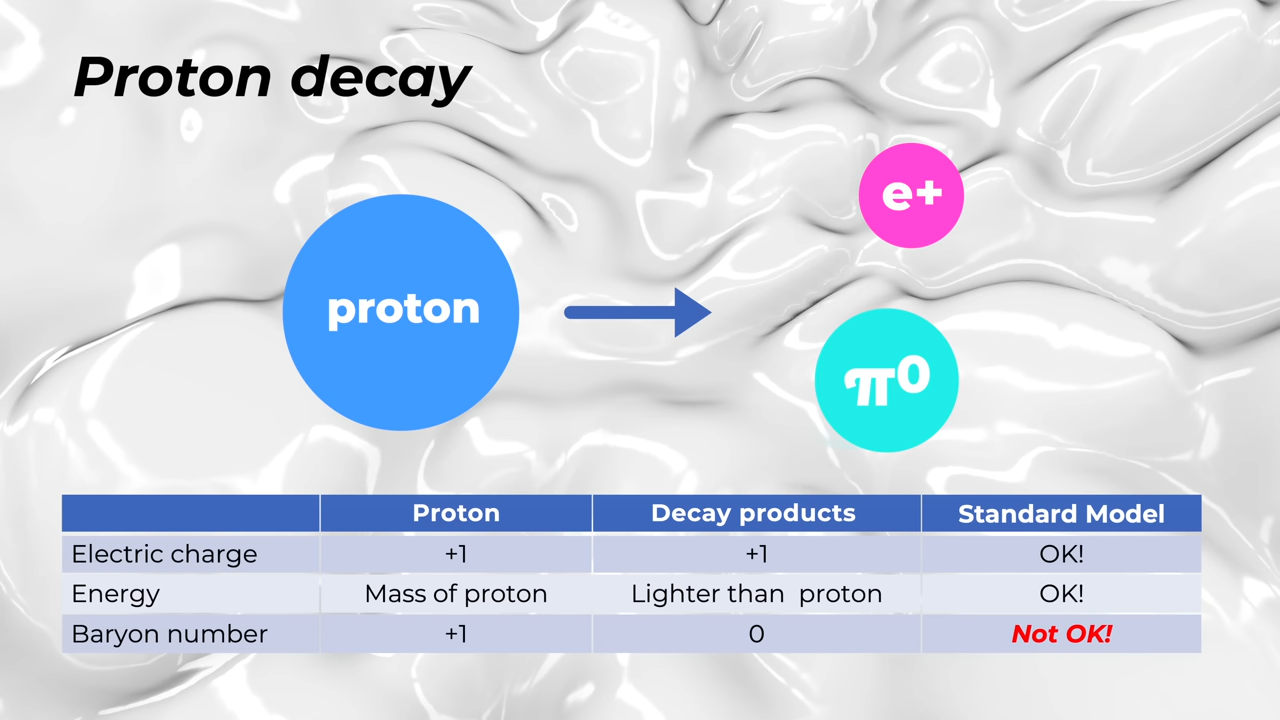 Proton decay
e+
proton
π⁰
Proton Decay products Standard Model
Electric charge +1 +1 OK!
Energy Mass of proton Lighter than proton OK!
Baryon number +1 0 Not OK!